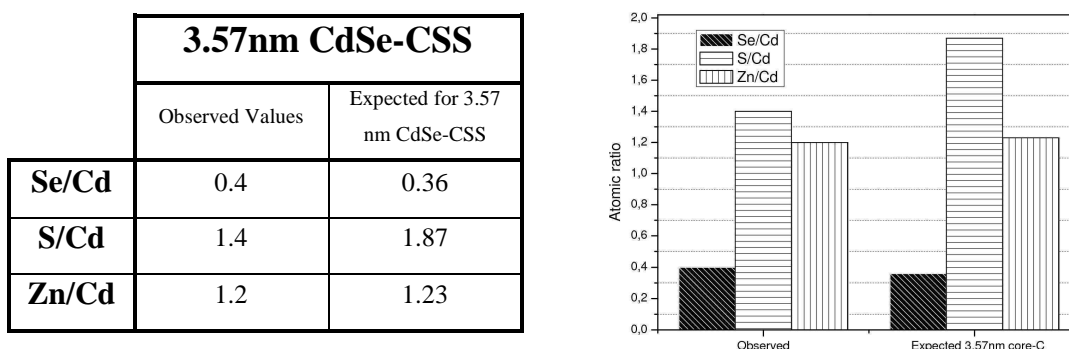 3.57nm CdSe-CSS
Observed Values
Expected for 3.57
nm CdSe-CSS
Se/Cd 0.4 0.36
S/Cd 1.4 1.87
Zn/Cd 1.2 1.23
2,0
1,8
1,6
1,4
1,2
1,0
0,8
0,6
0,4
0,2
0,0
Atomic ratio
Se/Cd
S/Cd
Zn/Cd
Observed
Expected 3.57nm core-C